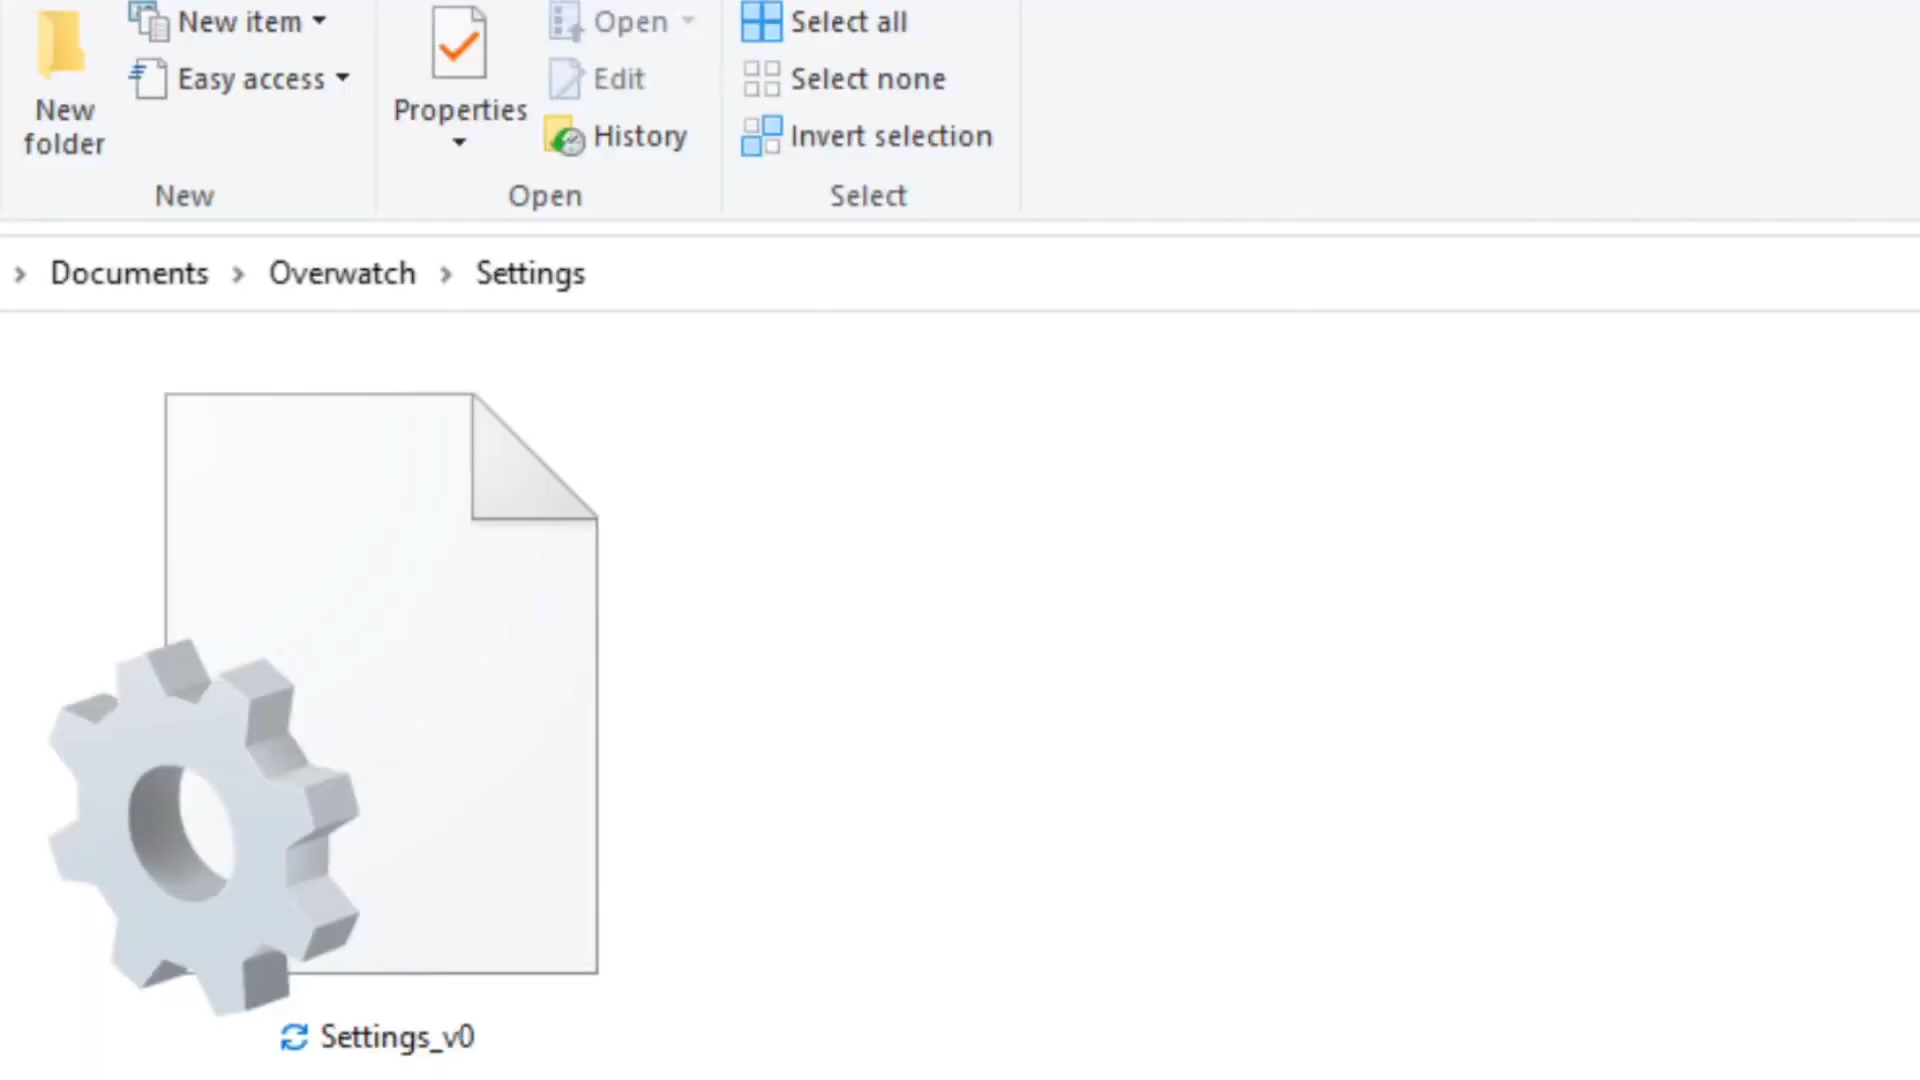 New folder
New item
Easy access
New
Properties
Open
Edit
History
Open
Select all
Select none
Invert selection
Select
Documents > Overwatch > Settings
Settings_v0